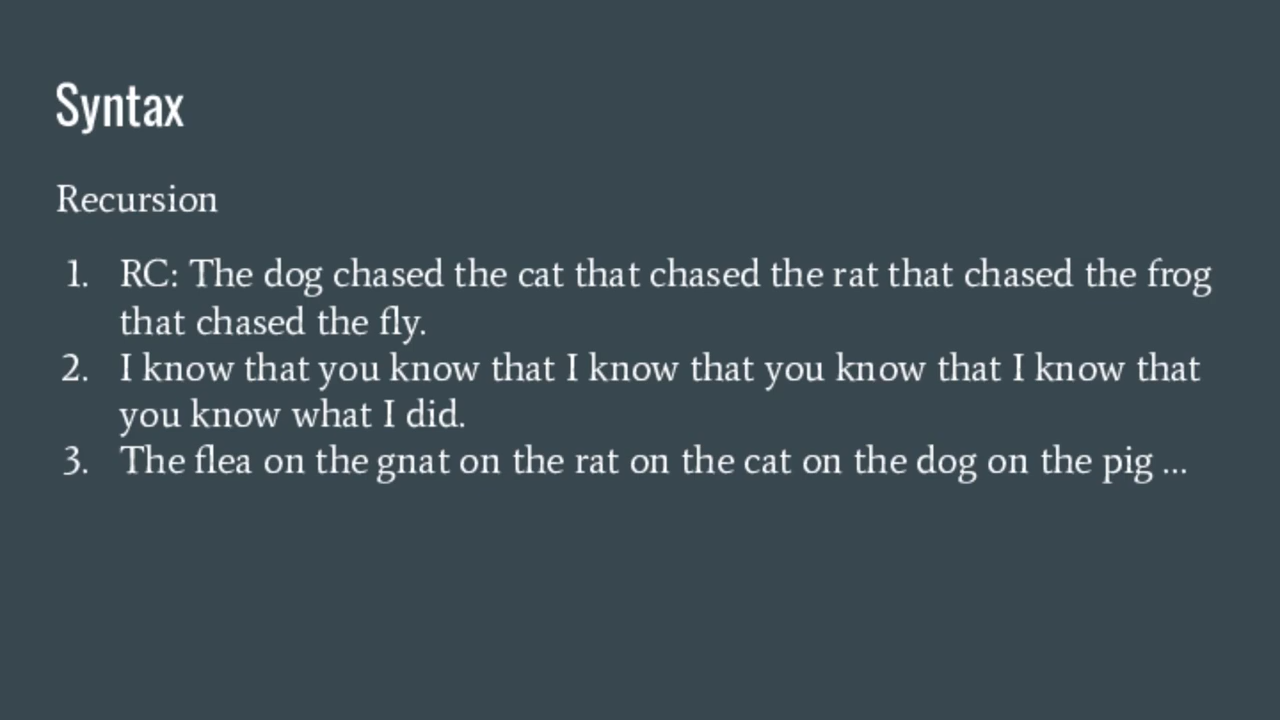 Syntax
Recursion
1. RC: The dog chased the cat that chased the rat that chased the frog
that chased the fly.
2. I know that you know that I know that you know that I know that
you know what I did.
3. The flea on the gnat on the rat on the cat on the dog on the pig ...